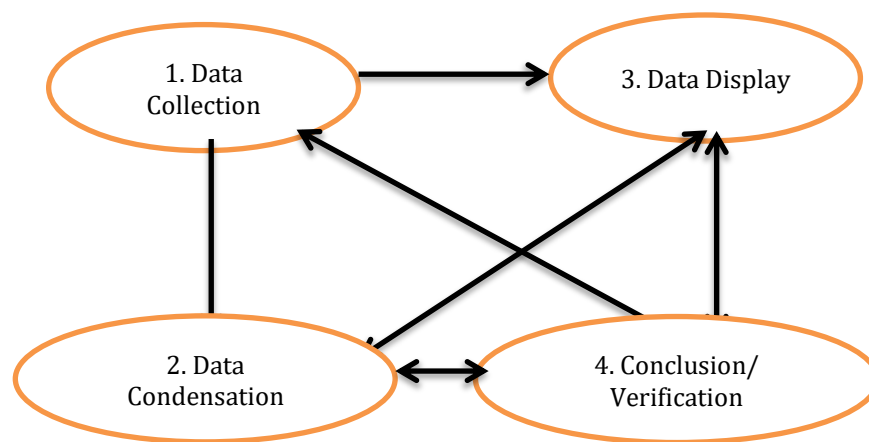 1. Data
Collection
3. Data Display
2. Data
Condensation
4. Conclusion/
Verification